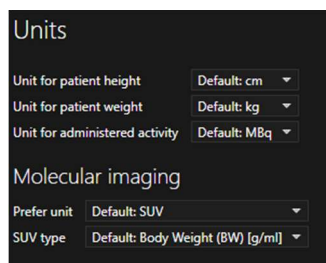 Units
Unit for patient height Default: cm
Unit for patient weight Default: kg
Unit for administered activity Default: MBq
Molecular imaging
Prefer unit Default: SUV
SUV type Default: Body Weight (BW) [g/ml]